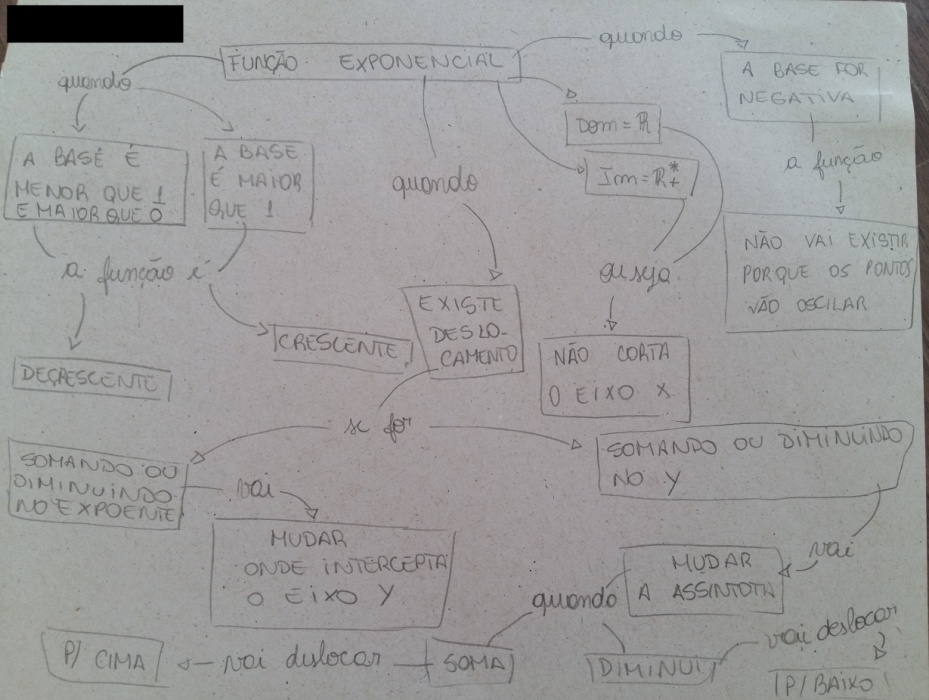 FUNÇÃO EXPONENCIAL
quando
A BASE FOR
NEGATIVA
a função
NÃO VAI EXISTIR
PORQUE OS PONTOS
VÃO OSCILAR
quando
A BASE É
MENOR QUE 1
E MAIOR QUE 0
A BASE
É MAIOR
QUE 1
a função é
DECRESCENTE
CRESCENTE
quando
EXISTE
DESLO-
CAMENTO
Dom = ℝ
Im = ℝ*+
ou seja
NÃO CORTA
O EIXO X
se for
SOMANDO OU
DIMINUINDO
NO EXPOENTE
vai
MUDAR
ONDE INTERCEPTA
O EIXO Y
SOMANDO OU DIMINUINDO
NO Y
vai
MUDAR
A ASSINTOTA
quando
SOMA
vai deslocar
P/ CIMA
DIMINUI
vai deslocar
P/ BAIXO